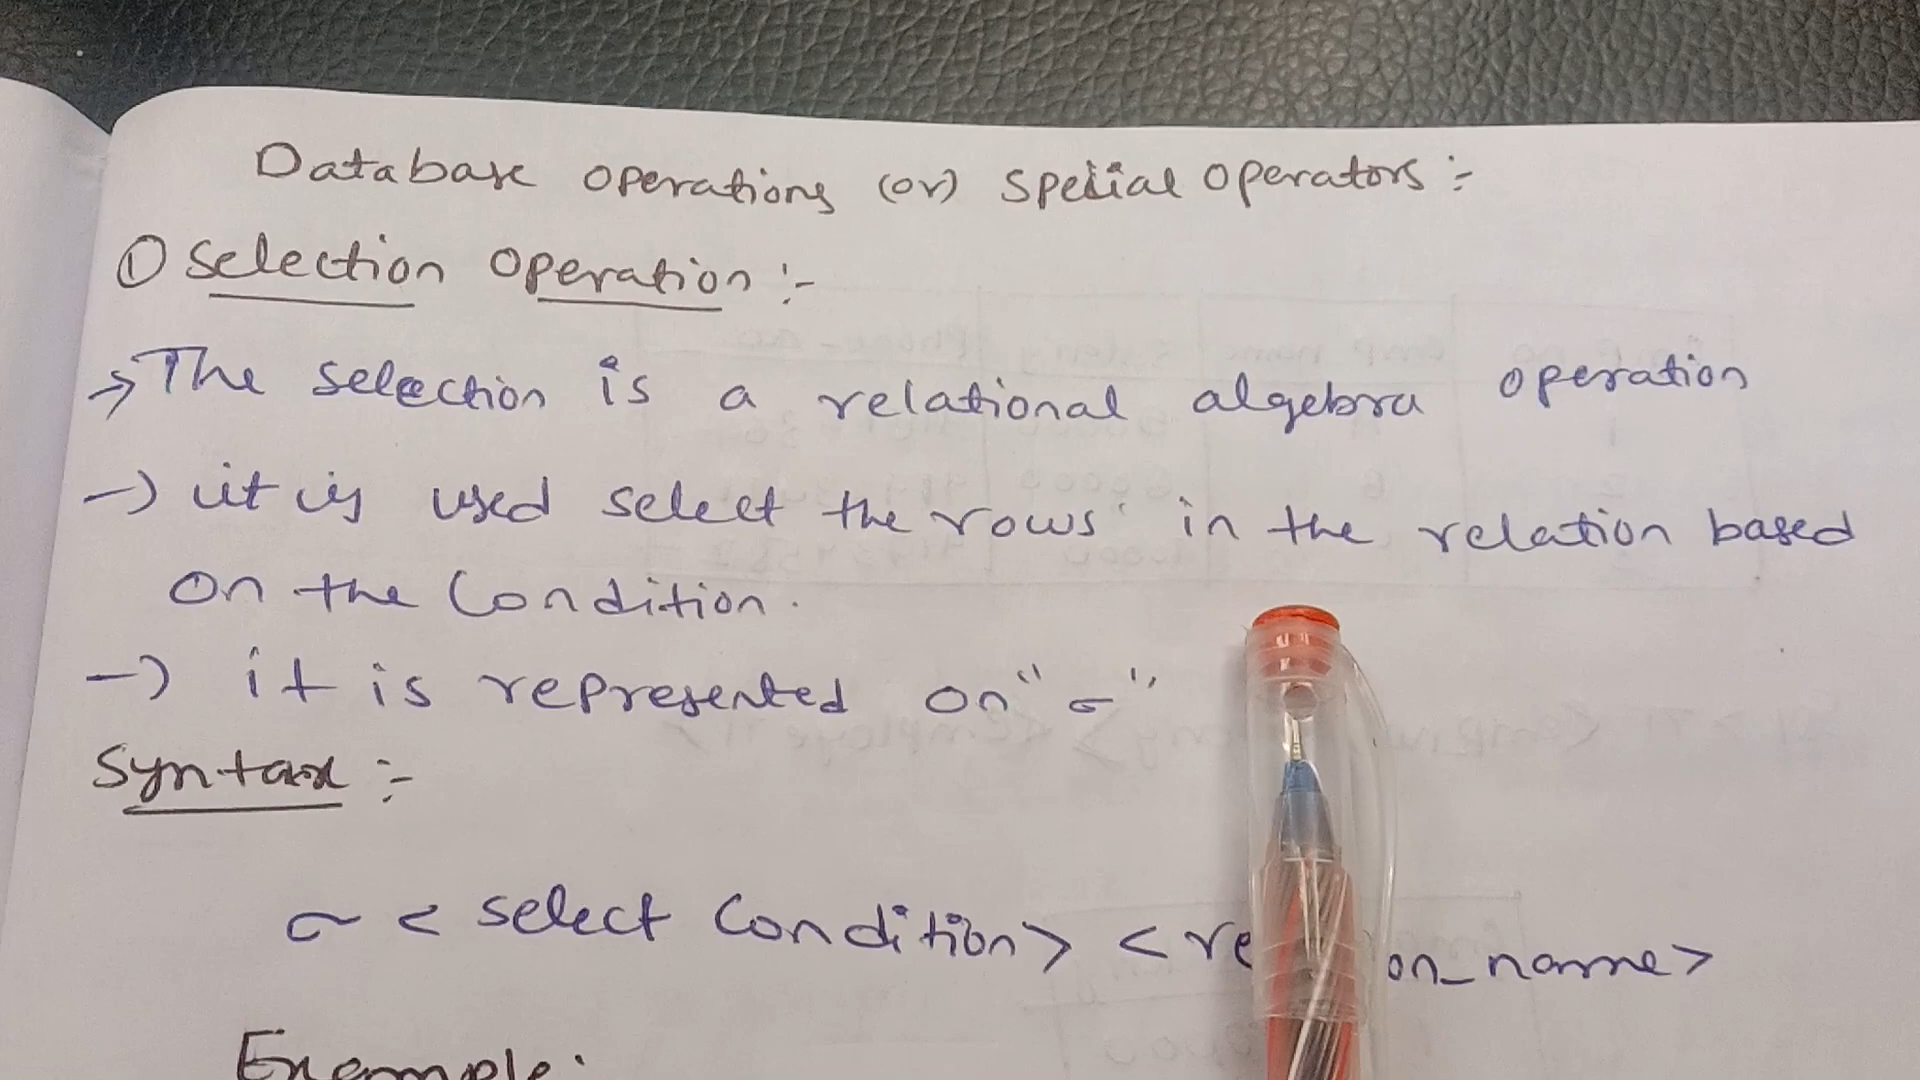 Database operations (or) special operators :-
① Selection Operation :-
→ The selection is a relational algebra operation
→ it is used select the rows in the relation based
on the Condition.
→ it is represented on "σ"
Syntax :-
σ < select Condition > < re on_name >
Example :